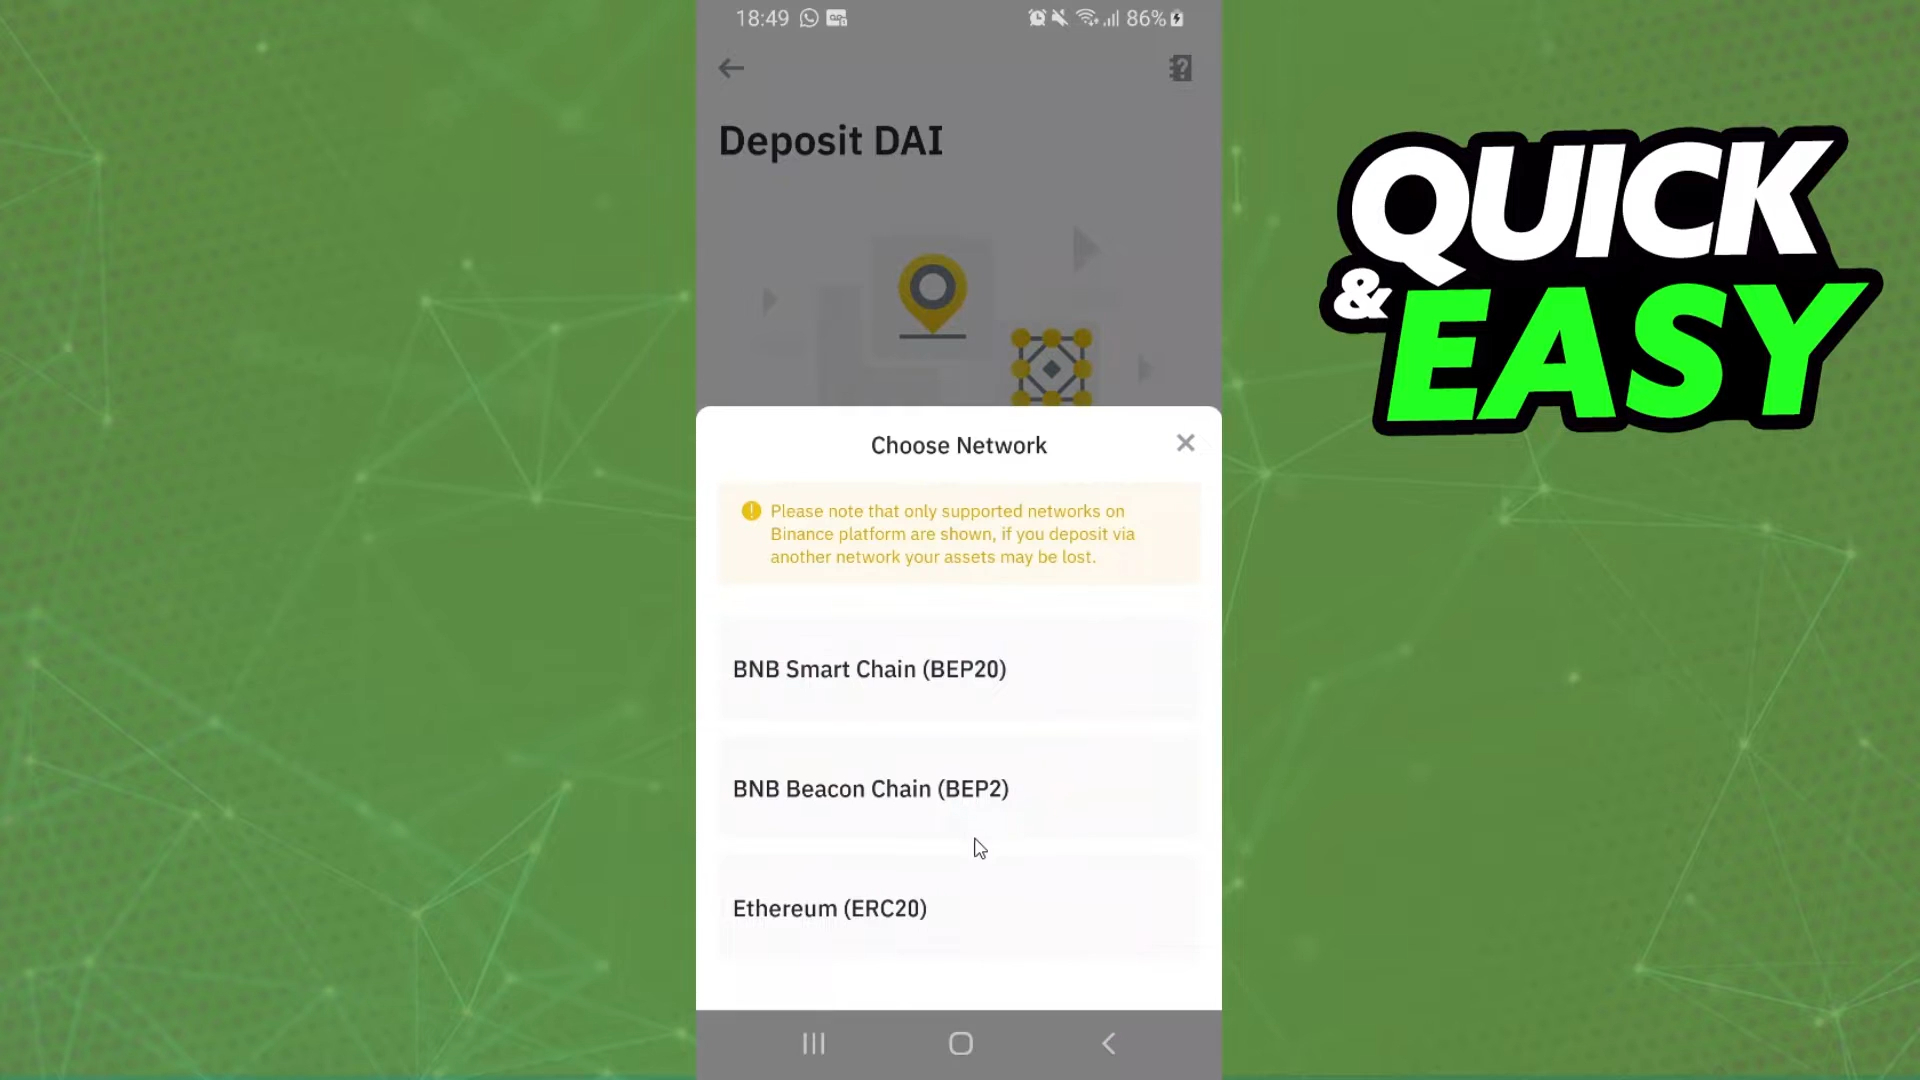 18:49
86%
Deposit DAI
Choose Network
Please note that only supported networks on
Binance platform are shown, if you deposit via
another network your assets may be lost.
BNB Smart Chain (BEP20)
BNB Beacon Chain (BEP2)
Ethereum (ERC20)
QUICK
& EASY